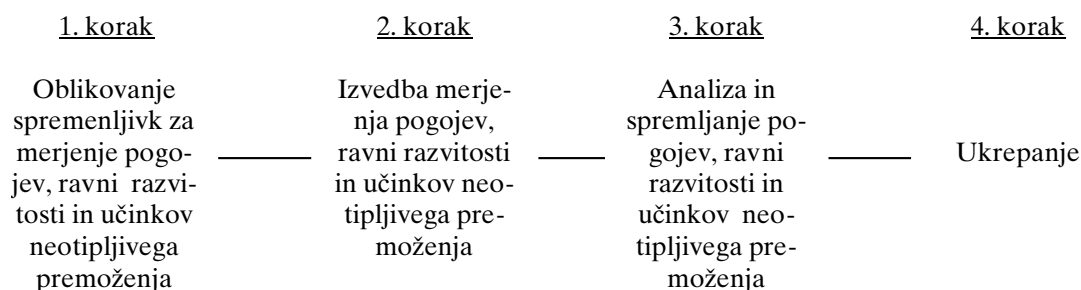 1. korak
Oblikovanje
spremenljivk za
merjenje pogo-
jev, ravni razvi-
tosti in učinkov
neotipljivega
premoženja
2. korak
Izvedba merje-
nja pogojev,
ravni razvitosti
in učinkov neo-
tipljivega pre-
moženja
3. korak
Analiza in
spremljanje po-
gojev, ravni
razvitosti in
učinkov neo-
tipljivega pre-
moženja
4. korak
Ukrepanje